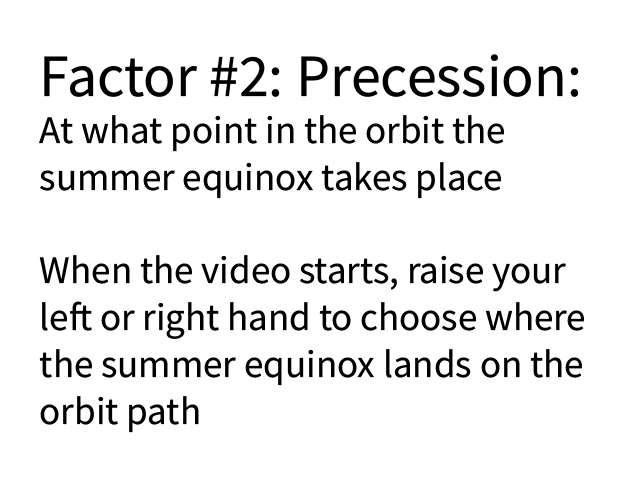 Factor #2: Precession:
At what point in the orbit the
summer equinox takes place
When the video starts, raise your
left or right hand to choose where
the summer equinox lands on the
orbit path